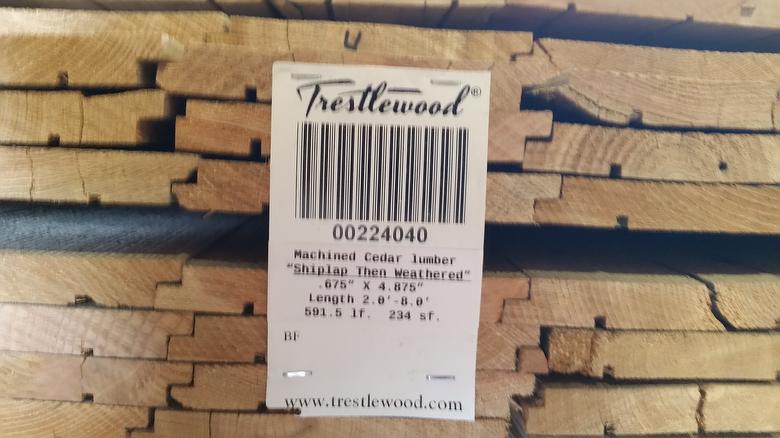 Trestlewood®
00224040
Machined Cedar lumber
"Shiplap Then Weathered"
.675" X 4.875"
Length 2.0'-8.0'
591.5 lf. 234 sf.
BF
www.trestlewood.com